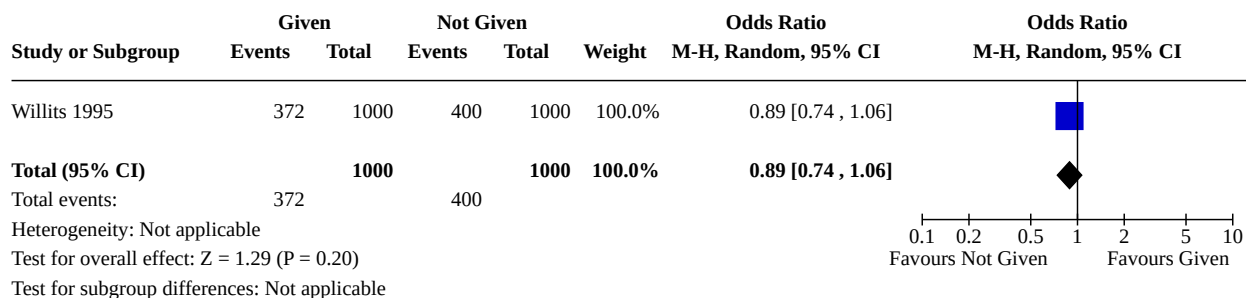 Given Not Given Odds Ratio Odds Ratio
Study or Subgroup Events Total Events Total Weight M-H, Random, 95% CI M-H, Random, 95% CI
Willits 1995 372 1000 400 1000 100.0% 0.89 [0.74 , 1.06]
Total (95% CI) 1000 1000 100.0% 0.89 [0.74 , 1.06]
Total events: 372 400
Heterogeneity: Not applicable
0.1 0.2 0.5 1 2 5 10
Test for overall effect: Z = 1.29 (P = 0.20) Favours Not Given Favours Given
Test for subgroup differences: Not applicable